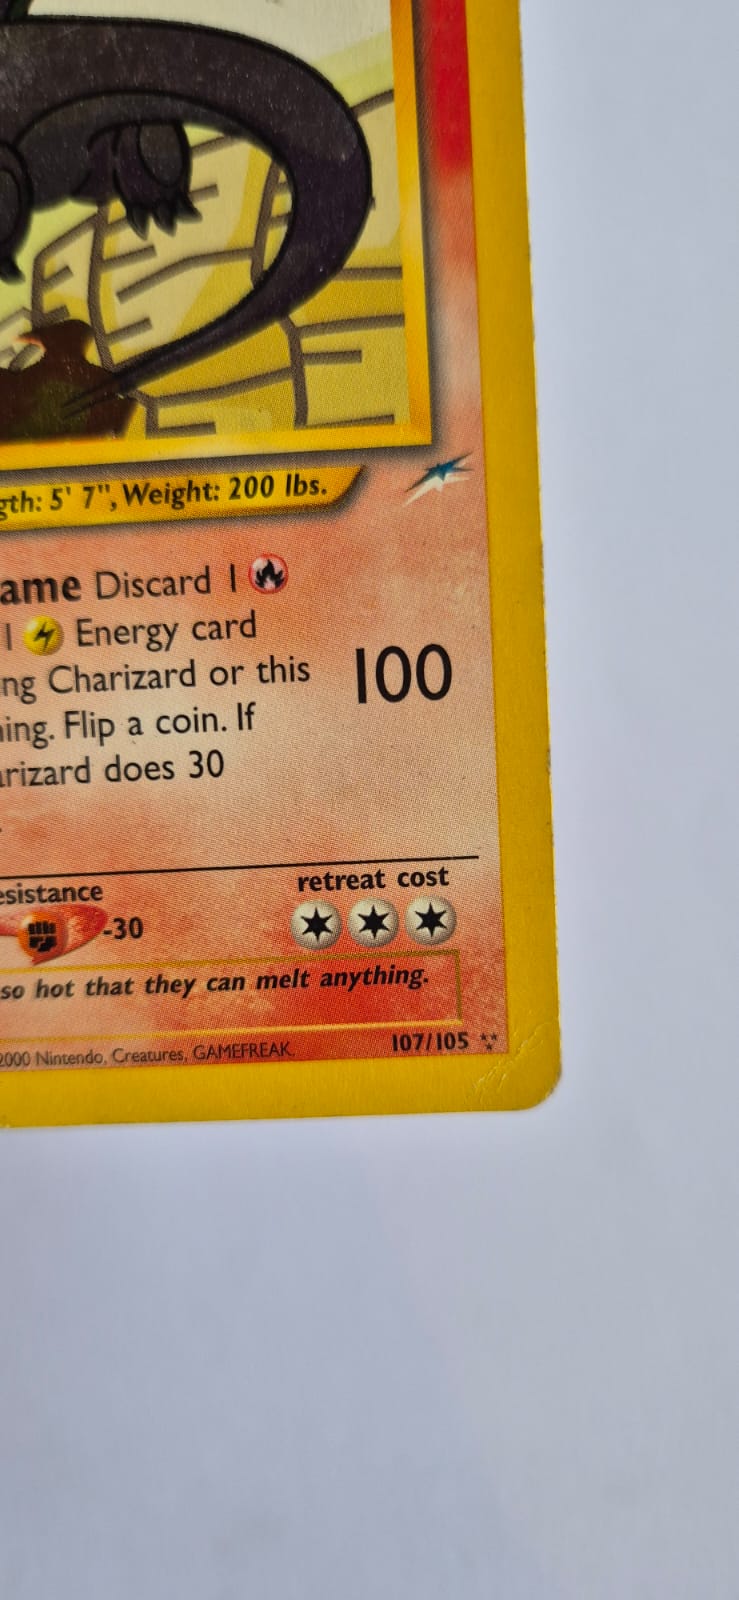 gth: 5' 7", Weight: 200 lbs.
ame Discard 1
1 Energy card
ng Charizard or this
ning. Flip a coin. If
arizard does 30
100
esistance
retreat cost
-30
so hot that they can melt anything.
2000 Nintendo, Creatures, GAMEFREAK.
107/105